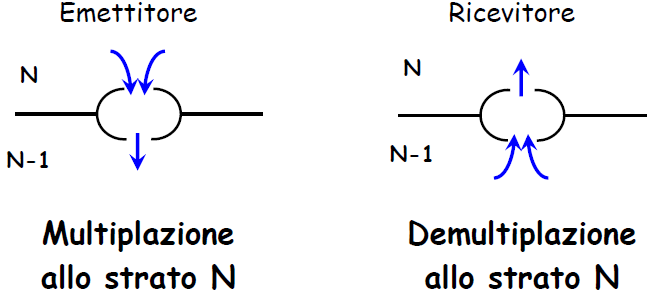 Emettitore
N
N-1
Multiplazione
allo strato N
Ricevitore
N
N-1
Demultiplazione
allo strato N